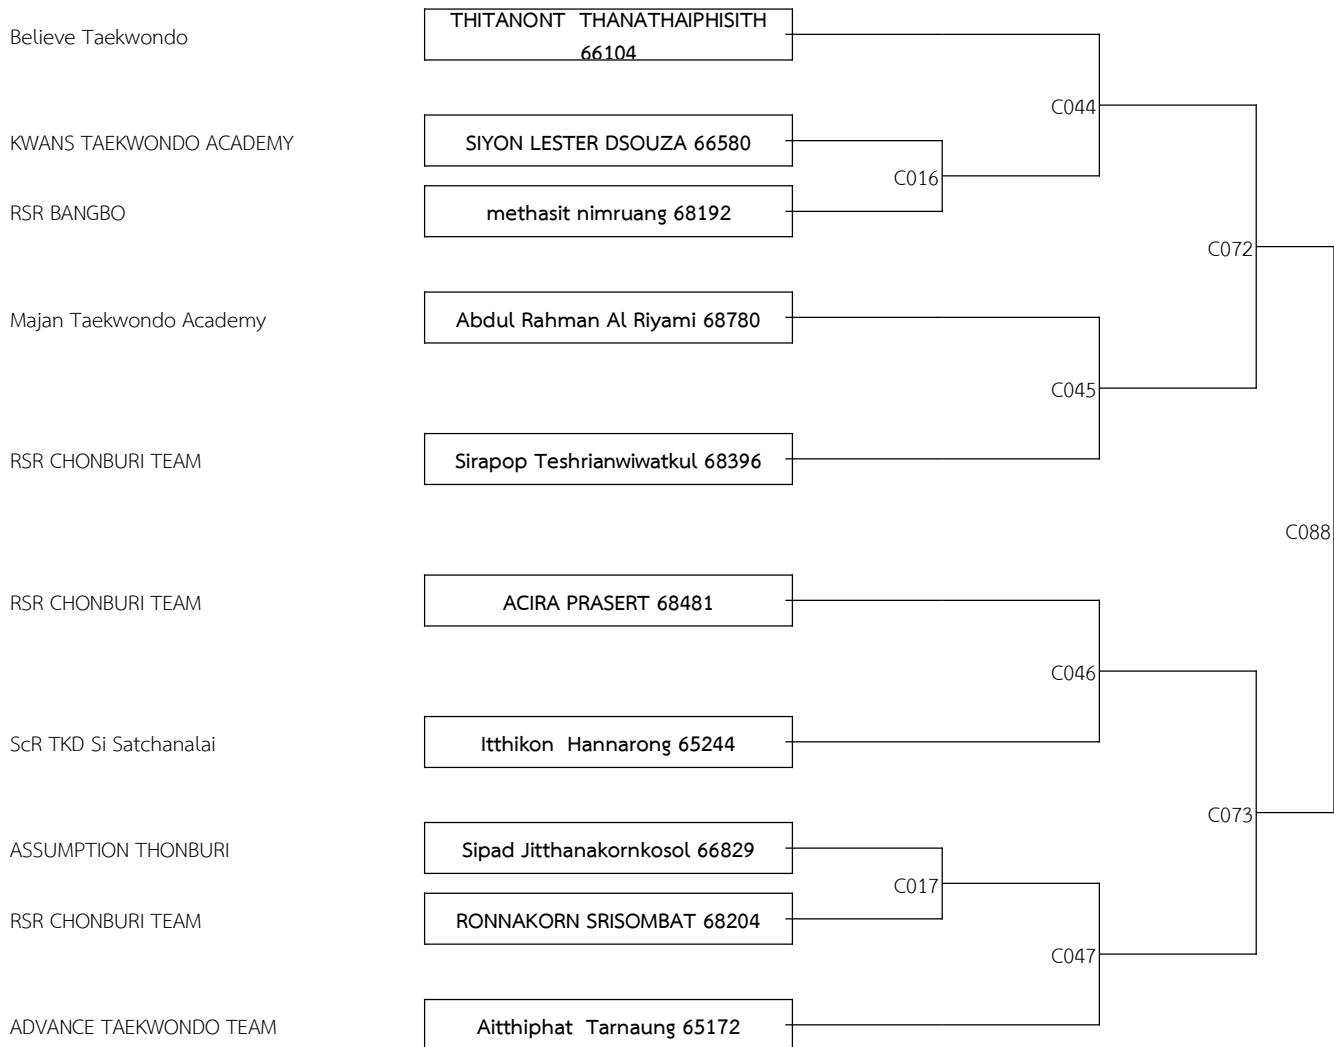 Believe Taekwondo
THITANONT  THANATHAIPHISITH
66104
C044
KWANS TAEKWONDO ACADEMY
SIYON LESTER DSOUZA 66580
C016
RSR BANGBO
methasit nimruang 68192
C072
Majan Taekwondo Academy
Abdul Rahman Al Riyami 68780
C045
RSR CHONBURI TEAM
Sirapop Teshrianwiwatkul 68396
C088
RSR CHONBURI TEAM
ACIRA PRASERT 68481
C046
ScR TKD Si Satchanalai
Itthikon  Hannarong 65244
C073
ASSUMPTION THONBURI
Sipad Jitthanakornkosol 66829
C017
RSR CHONBURI TEAM
RONNAKORN SRISOMBAT 68204
C047
ADVANCE TAEKWONDO TEAM
Aitthiphat  Tarnaung 65172